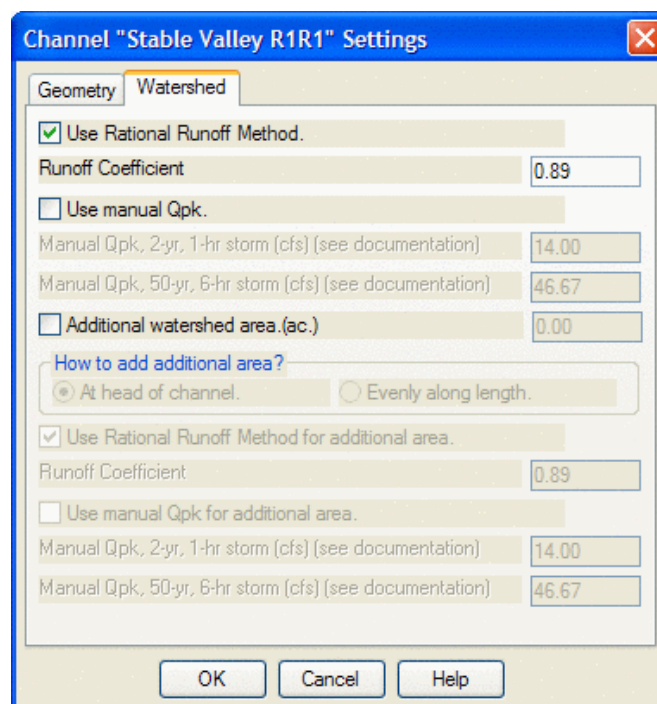 Channel "Stable Valley R1R1" Settings
Geometry Watershed
Use Rational Runoff Method.
Runoff Coefficient 0.89
Use manual Qpk.
Manual Qpk, 2-yr, 1-hr storm (cfs) (see documentation) 14.00
Manual Qpk, 50-yr, 6-hr storm (cfs) (see documentation) 46.67
Additional watershed area.(ac.) 0.00
How to add additional area?
At head of channel. Evenly along length.
Use Rational Runoff Method for additional area.
Runoff Coefficient 0.89
Use manual Qpk for additional area.
Manual Qpk, 2-yr, 1-hr storm (cfs) (see documentation) 14.00
Manual Qpk, 50-yr, 6-hr storm (cfs) (see documentation) 46.67
OK Cancel Help